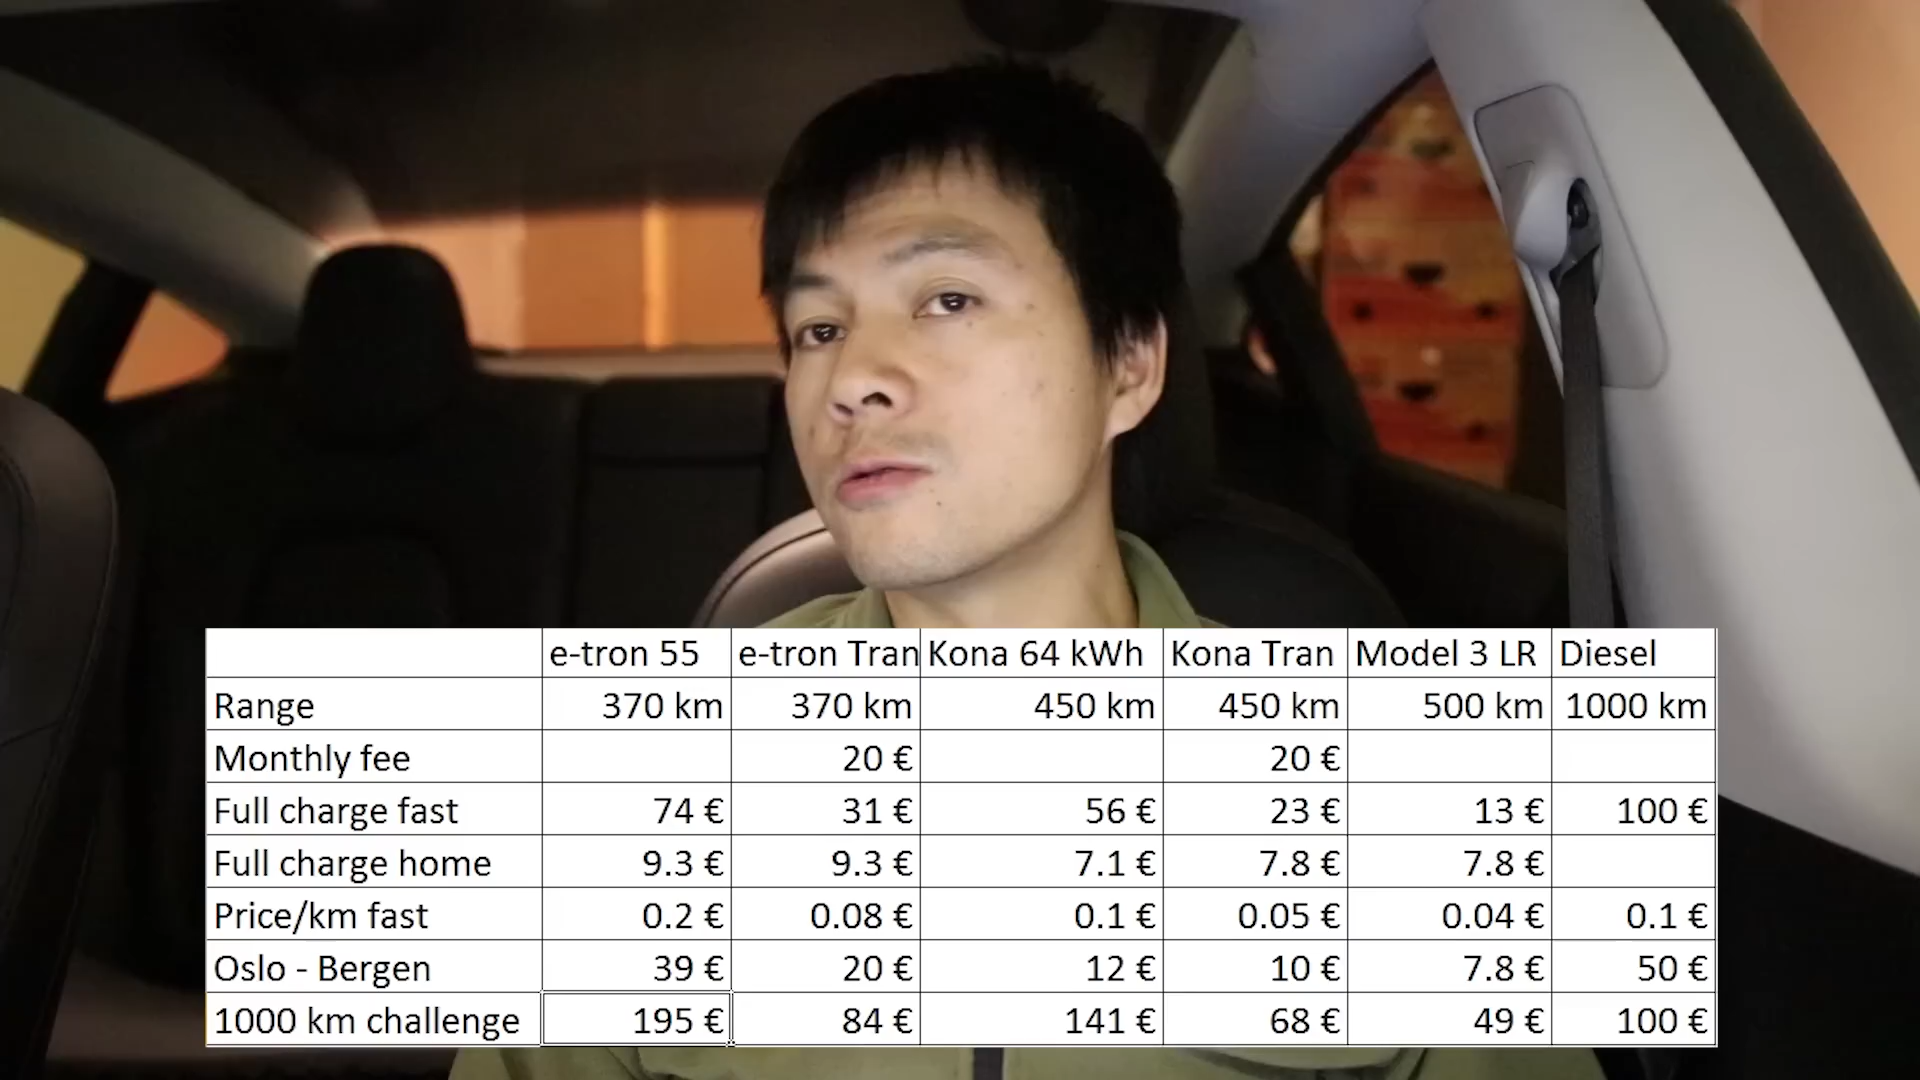 e-tron 55 e-tron Tran Kona 64 kWh Kona Tran Model 3 LR Diesel
Range 370 km 370 km 450 km 450 km 500 km 1000 km
Monthly fee 20 € 20 €
Full charge fast 74 € 31 € 56 € 23 € 13 € 100 €
Full charge home 9.3 € 9.3 € 7.1 € 7.8 € 7.8 €
Price/km fast 0.2 € 0.08 € 0.1 € 0.05 € 0.04 € 0.1 €
Oslo - Bergen 39 € 20 € 12 € 10 € 7.8 € 50 €
1000 km challenge 195 € 84 € 141 € 68 € 49 € 100 €